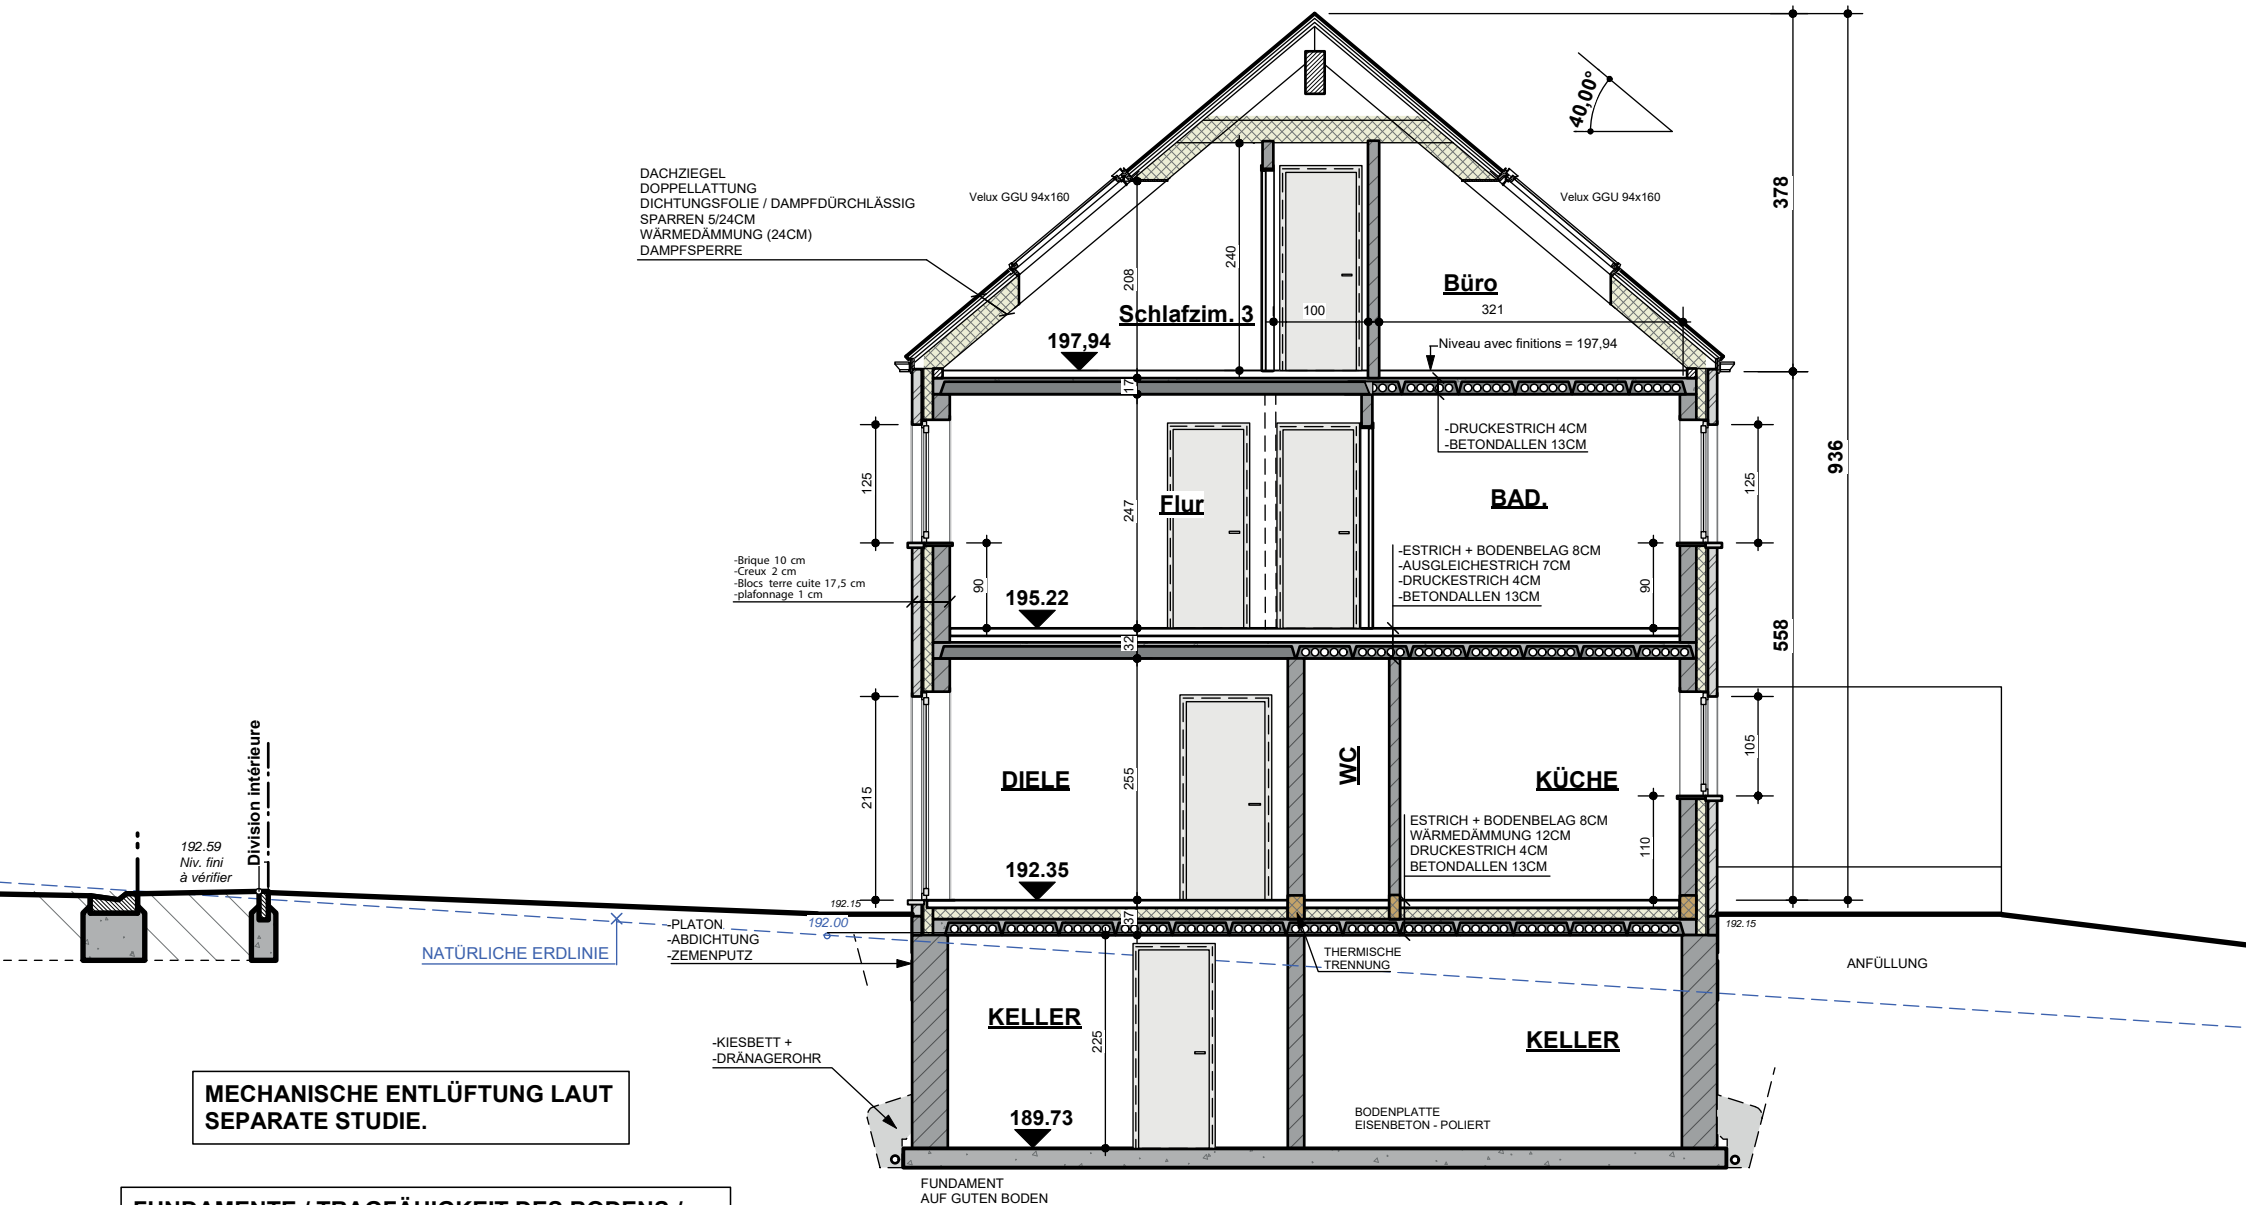 40,00°
378
936
DACHZIEGEL
DOPPELLATTUNG
DICHTUNGSFOLIE / DAMPFDÜRCHLÄSSIG
SPARREN 5/24CM
WÄRMEDÄMMUNG (24CM)
DAMPFSPERRE
Velux GGU 94x160
Velux GGU 94x160
208
240
Schlafzim. 3
Büro
100
321
197,94
Niveau avec finitions = 197,94
17
-DRUCKESTRICH 4CM
-BETONDALLEN 13CM
125
125
247
Flur
BAD.
-Brique 10 cm
-Creux 2 cm
-Blocs terre cuite 17,5 cm
-plafonnage 1 cm
90
90
195.22
-ESTRICH + BODENBELAG 8CM
-AUSGLEICHESTRICH 7CM
-DRUCKESTRICH 4CM
-BETONDALLEN 13CM
32
558
Division intérieure
215
255
105
DIELE
WC
KÜCHE
192.59
Niv. fini
à vérifier
110
ESTRICH + BODENBELAG 8CM
WÄRMEDÄMMUNG 12CM
DRUCKESTRICH 4CM
BETONDALLEN 13CM
192.35
192.15
192.00
37
192.15
NATÜRLICHE ERDLINIE
-PLATON
-ABDICHTUNG
-ZEMENPUTZ
THERMISCHE
TRENNUNG
ANFÜLLUNG
KELLER
225
KELLER
-KIESBETT +
-DRÄNAGEROHR
MECHANISCHE ENTLÜFTUNG LAUT
SEPARATE STUDIE.
189.73
BODENPLATTE
EISENBETON - POLIERT
FUNDAMENT
AUF GUTEN BODEN
FUNDAMENTE / TRAGFÄHIGKEIT DES BODENS /